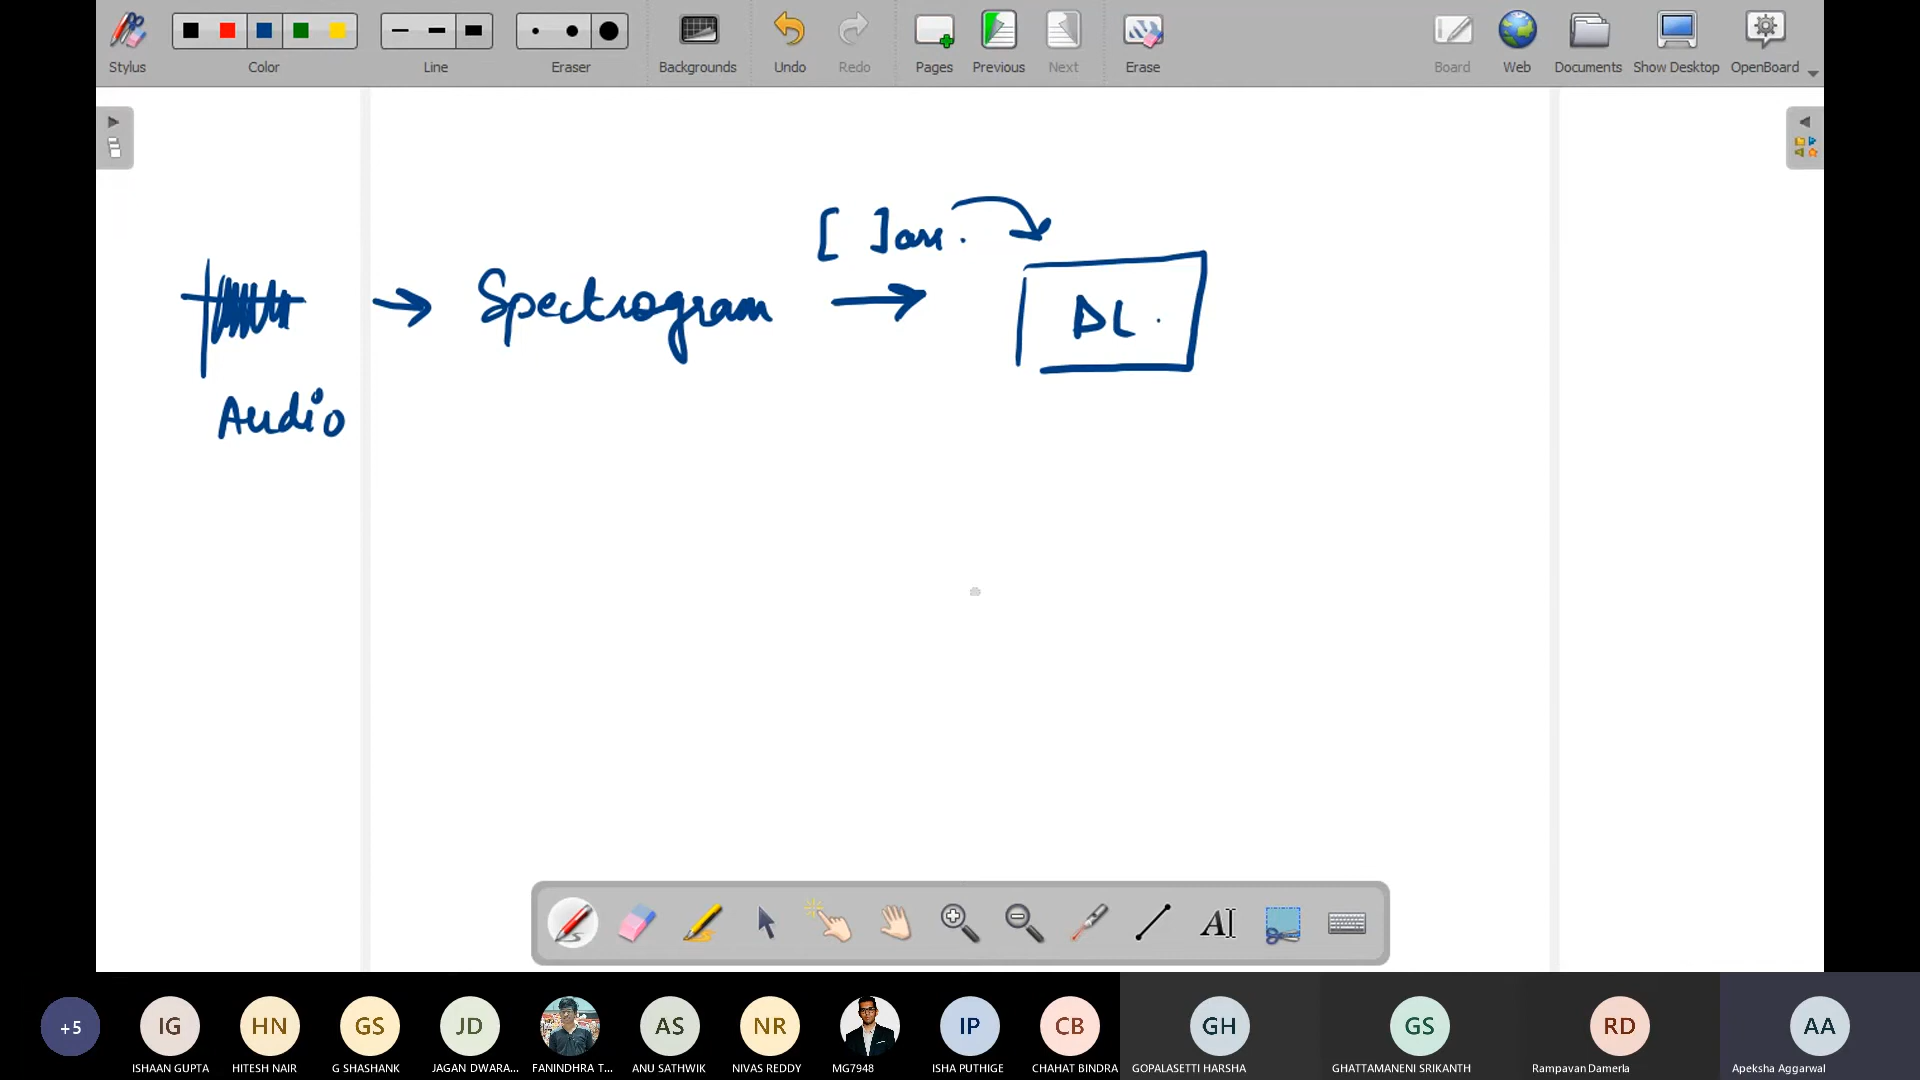 Stylus
Color
Line
Eraser
Backgrounds
Undo
Redo
Pages
Previous
Next
Erase
Board
Web
Documents
Show Desktop
OpenBoard
[ ]arr.
Spectrogram
DL.
Audio
+5
IG
HN
GS
JD
AS
NR
IP
CB
GH
GS
RD
AA
ISHAAN GUPTA
HITESH NAIR
G SHASHANK
JAGAN DWARA...
FANINDHRA T...
ANU SATHWIK
NIVAS REDDY
MG7948
ISHA PUTHIGE
CHAHAT BINDRA
GOPALASETTI HARSHA
GHATTAMANENI SRIKANTH
Rampavan Damerla
Apeksha Aggarwal